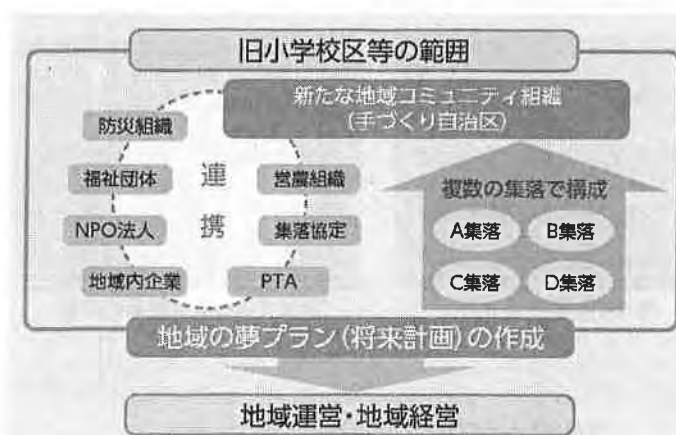 旧小学校区等の範囲
新たな地域コミュニティ組織
(手づくり自治区)
防災組織
福祉団体
NPO法人
地域内企業
連携
営農組織
集落協定
PTA
複数の集落で構成
A集落
B集落
C集落
D集落
地域の夢プラン(将来計画)の作成
地域運営・地域経営